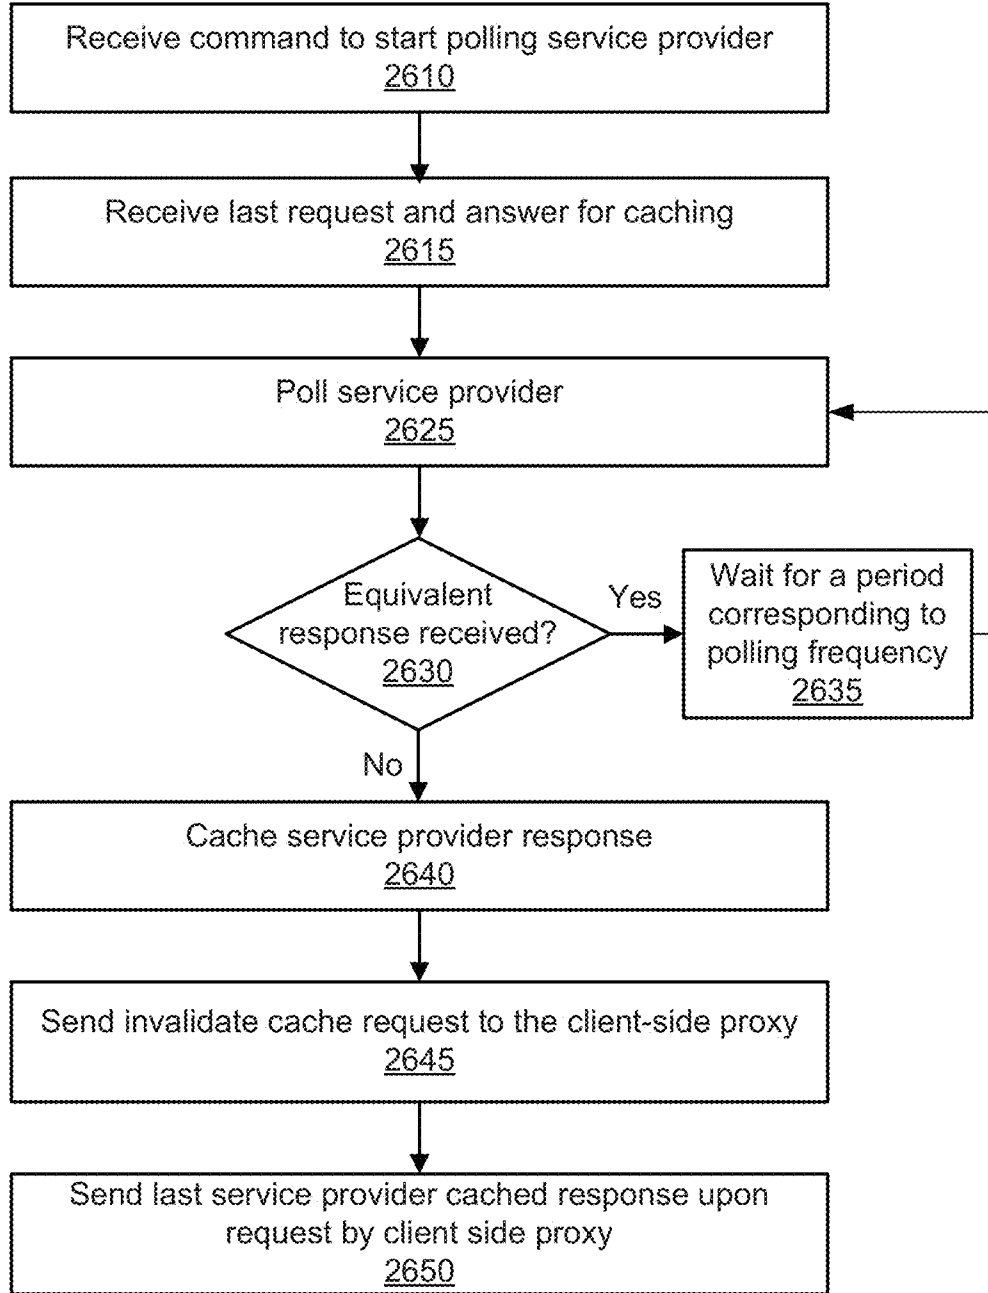 Receive command to start polling service provider
2610
Receive last request and answer for caching
2615
Poll service provider
2625
Equivalent
response received?
2630
Yes
Wait for a period
corresponding to
polling frequency
2635
No
Cache service provider response
2640
Send invalidate cache request to the client-side proxy
2645
Send last service provider cached response upon
request by client side proxy
2650